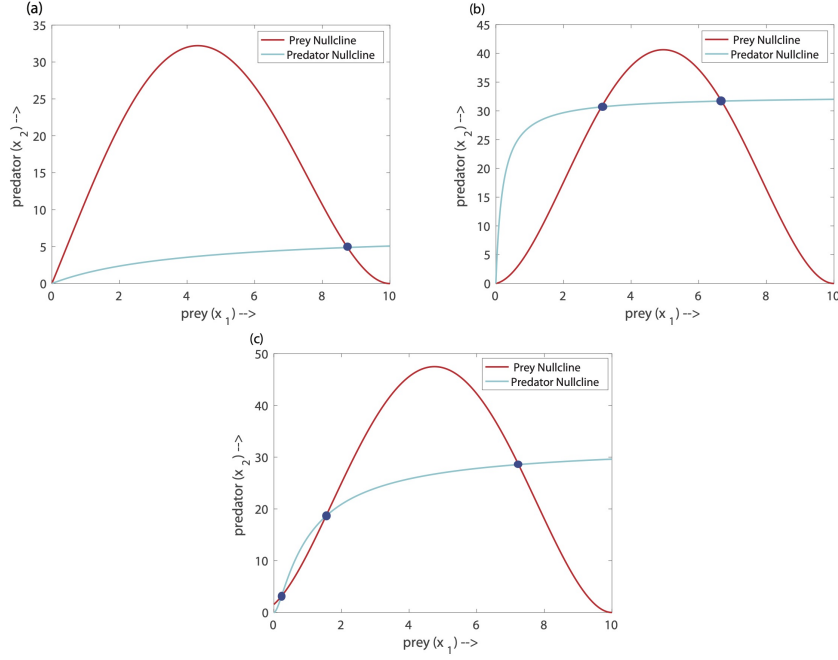 (a)
35
30
25
20
15
10
5
0
0 2 4 6 8 10
predator (x 2) -->
prey (x 1) -->
Prey Nullcline
Predator Nullcline
(b)
45
40
35
30
25
20
15
10
5
0
0 2 4 6 8 10
predator (x 2) -->
prey (x 1) -->
Prey Nullcline
Predator Nullcline
(c)
50
40
30
20
10
0
0 2 4 6 8 10
predator (x 2) -->
prey (x 1) -->
Prey Nullcline
Predator Nullcline